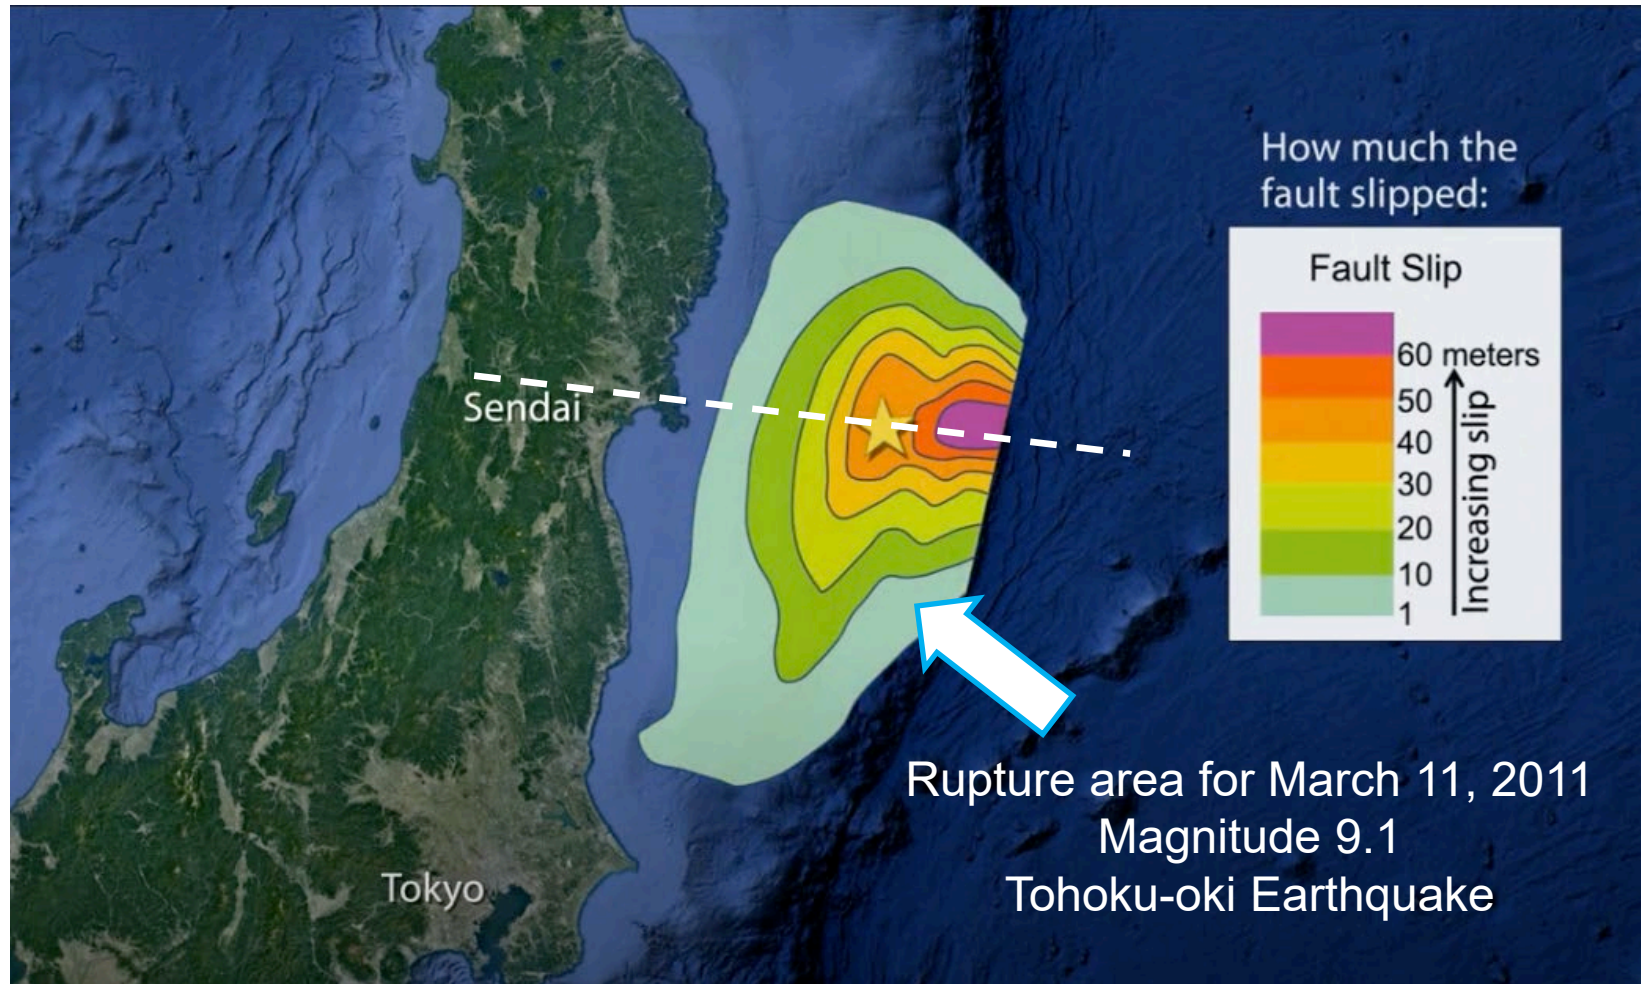 How much the
fault slipped:
Fault Slip
60 meters
50
40
30
20
10
1
Increasing slip
Sendai
Rupture area for March 11, 2011
Magnitude 9.1
Tohoku-oki Earthquake
Tokyo